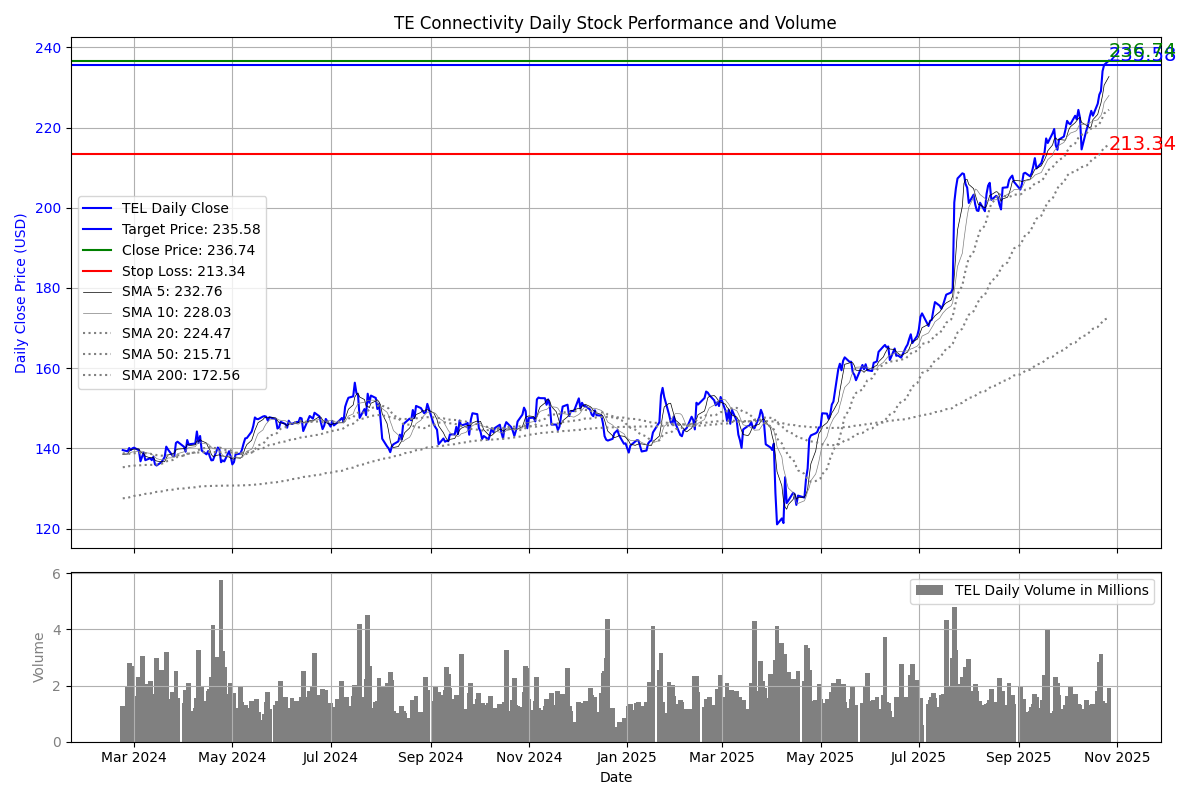 TE Connectivity Daily Stock Performance and Volume
240
220
200
180
160
140
120
Daily Close Price (USD)
236.74
235.58
213.34
TEL Daily Close
Target Price: 235.58
Close Price: 236.74
Stop Loss: 213.34
SMA 5: 232.76
SMA 10: 228.03
SMA 20: 224.47
SMA 50: 215.71
SMA 200: 172.56
6
4
2
0
Volume
TEL Daily Volume in Millions
Mar 2024 May 2024 Jul 2024 Sep 2024 Nov 2024 Jan 2025 Mar 2025 May 2025 Jul 2025 Sep 2025 Nov 2025
Date